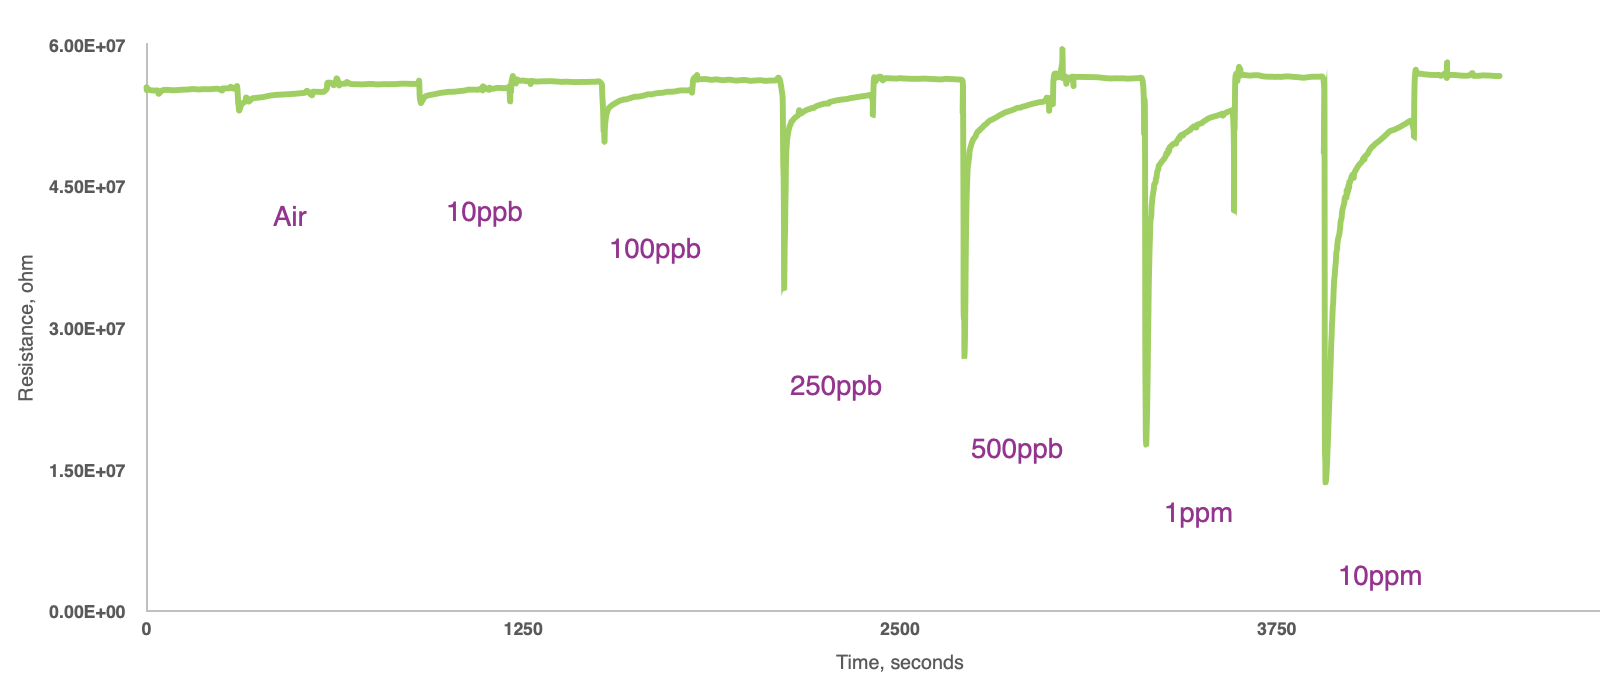 6.00E+07
4.50E+07
3.00E+07
1.50E+07
0.00E+00
Resistance, ohm
Air
10ppb
100ppb
250ppb
500ppb
1ppm
10ppm
0
1250
2500
3750
Time, seconds